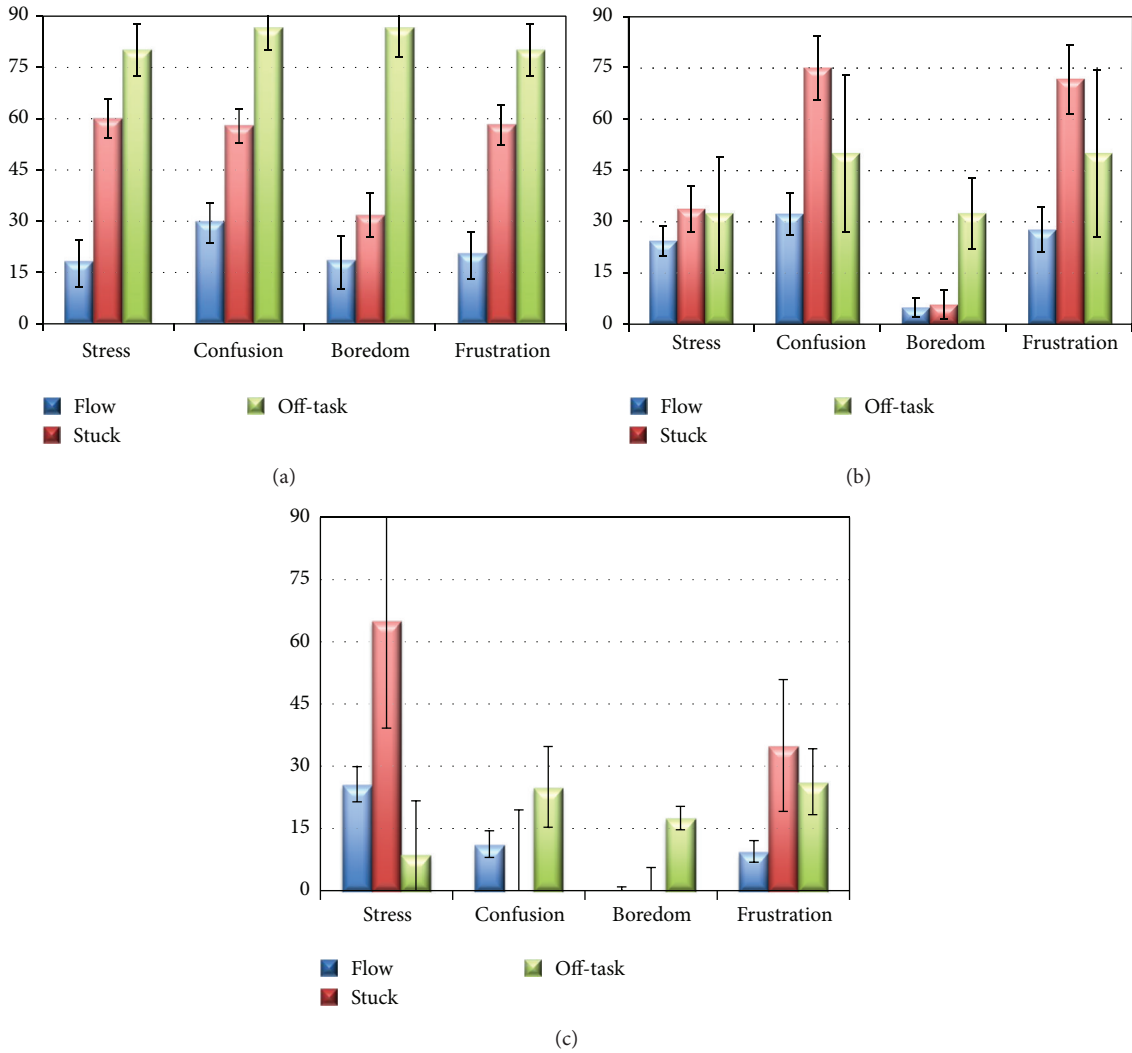 90
75
60
45
30
15
0
Stress Confusion Boredom Frustration
Flow Off-task
Stuck
(a)
90
75
60
45
30
15
0
Stress Confusion Boredom Frustration
Flow Off-task
Stuck
(b)
90
75
60
45
30
15
0
Stress Confusion Boredom Frustration
Flow Off-task
Stuck
(c)